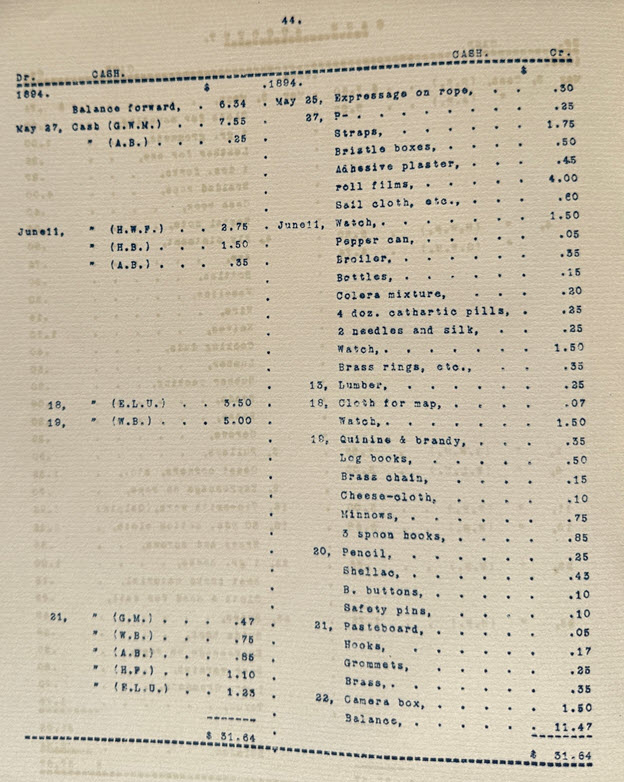 44.
Dr. CASH.
$
1894.
Balance forward, . 6.34
May 27, Cash (G.W.M.) . . 7.55
" (A.B.) . . . .25
June11, " (H.W.F.) . . 2.75
" (H.B.) . . . 1.50
" (A.B.) . . . .35
18, " (E.L.U.) . . 3.50
19, " (W.B.) . . . 5.00
21, " (G.M.) . . . .47
" (W.B.) . . . .75
" (A.B.) . . . .85
" (H.F.) . . . 1.10
" (E.L.U.) . . 1.23
$ 31.64
CASH. Cr.
$
1894.
May 25, Expressage on rope, . . .30
27, P- . . . . . . .25
Straps, . . . . . 1.75
Bristle boxes, . . . .50
Adhesive plaster, . . . .45
roll films, . . . . 4.00
Sail cloth, etc., . . . .60
June11, Watch, . . . . . . 1.50
Pepper can, . . . . .05
Broiler, . . . . . .35
Bottles, . . . . . .15
Colera mixture, . . . .20
4 doz. cathartic pills, . .25
2 needles and silk, . . .25
Watch, . . . . . . 1.50
Brass rings, etc., . . .35
13, Lumber, . . . . . .25
18, Cloth for map, . . . .07
Watch, . . . . . . 1.50
19, Quinine & brandy, . . . .35
Log books, . . . . .50
Brass chain, . . . . .15
Cheese-cloth, . . . . .10
Minnows, . . . . . .75
3 spoon hooks, . . . .85
20, Pencil, . . . . . .25
Shellac, . . . . . .43
B. buttons, . . . . .10
Safety pins, . . . . .10
21, Pasteboard, . . . . .05
Hooks, . . . . . . .17
Grommets, . . . . . .25
Brass, . . . . . . .35
22, Camera box, . . . . 1.50
Balance, . . . . . 11.47
$ 31.64